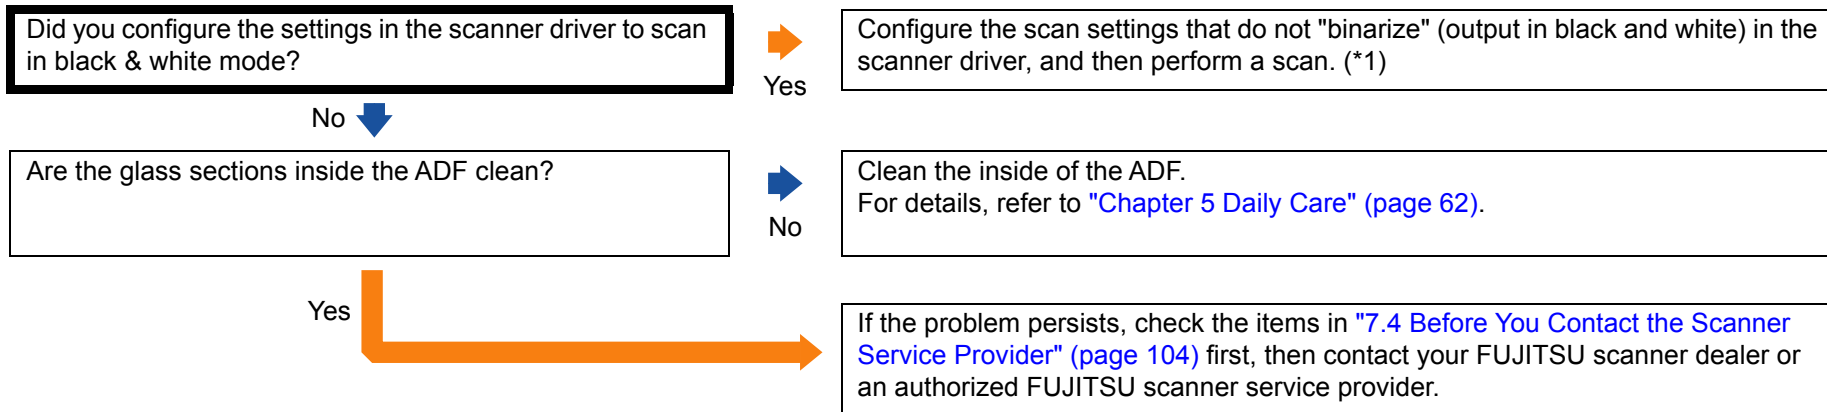 Did you configure the settings in the scanner driver to scan
in black & white mode?
Yes
Configure the scan settings that do not "binarize" (output in black and white) in the
scanner driver, and then perform a scan. (*1)
No
Are the glass sections inside the ADF clean?
No
Clean the inside of the ADF.
For details, refer to "Chapter 5 Daily Care" (page 62).
Yes
If the problem persists, check the items in "7.4 Before You Contact the Scanner
Service Provider" (page 104) first, then contact your FUJITSU scanner dealer or
an authorized FUJITSU scanner service provider.